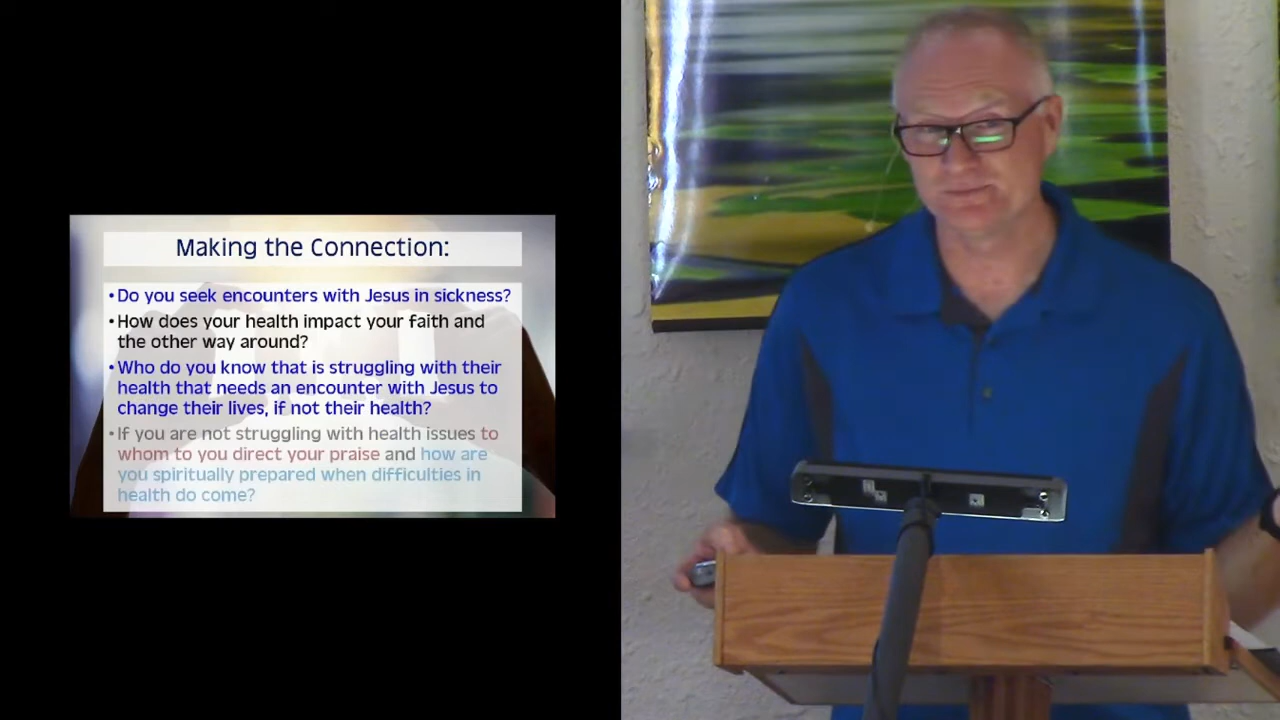 Making the Connection:
•Do you seek encounters with Jesus in sickness?
•How does your health impact your faith and
the other way around?
•Who do you know that is struggling with their
health that needs an encounter with Jesus to
change their lives, if not their health?
•If you are not struggling with health issues to
whom to you direct your praise and how are
you spiritually prepared when difficulties in
health do come?